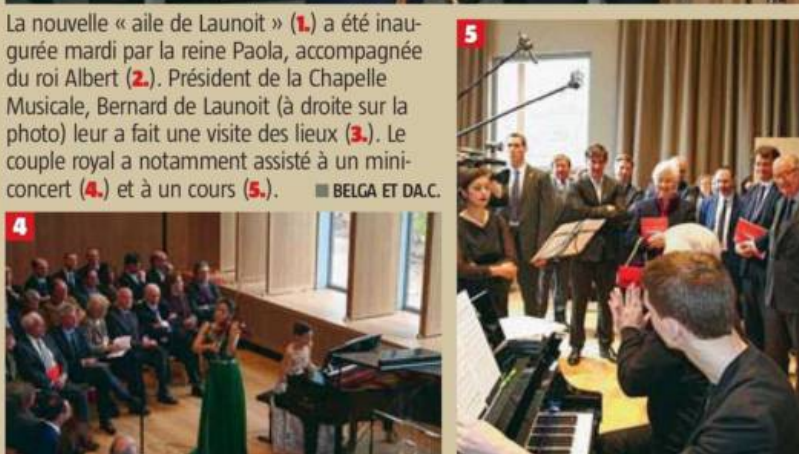 La nouvelle « aile de Launoit » (1.) a été inau-
gurée mardi par la reine Paola, accompagnée
du roi Albert (2.). Président de la Chapelle
Musicale, Bernard de Launoit (à droite sur la
photo) leur a fait une visite des lieux (3.). Le
couple royal a notamment assisté à un mini-
concert (4.) et à un cours (5.). ■ BELGA ET DA.C.
5
4